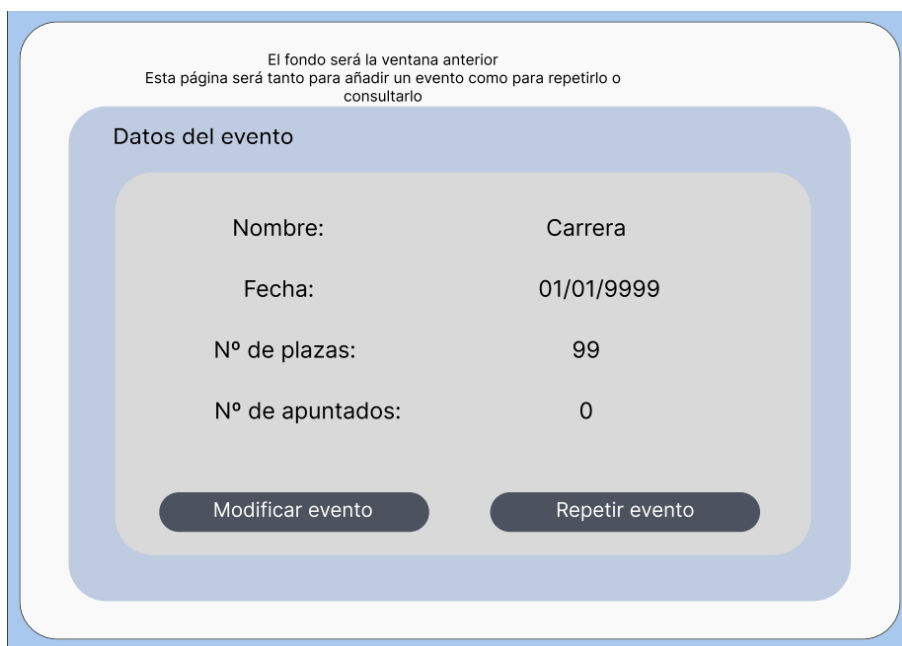 El fondo será la ventana anterior
Esta página será tanto para añadir un evento como para repetirlo o
consultarlo
Datos del evento
Nombre: Carrera
Fecha: 01/01/9999
Nº de plazas: 99
Nº de apuntados: 0
Modificar evento Repetir evento